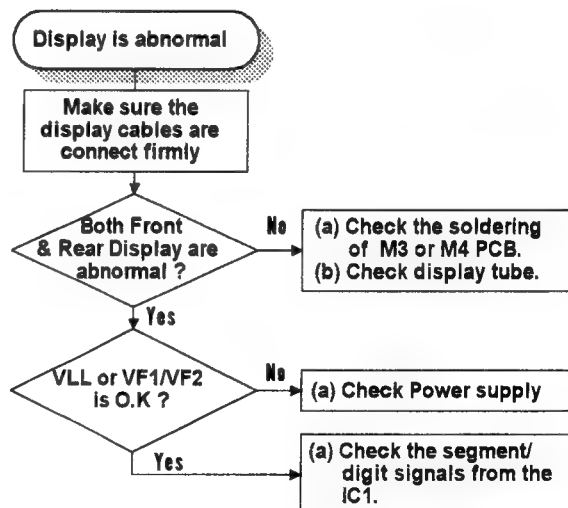 Display is abnormal
Make sure the
display cables are
connect firmly
Both Front
& Rear Display are
abnormal ?
No
(a) Check the soldering
of M3 or M4 PCB.
(b) Check display tube.
Yes
VLL or VF1/VF2
is O.K ?
No
(a) Check Power supply
Yes
(a) Check the segment/
digit signals from the
IC1.